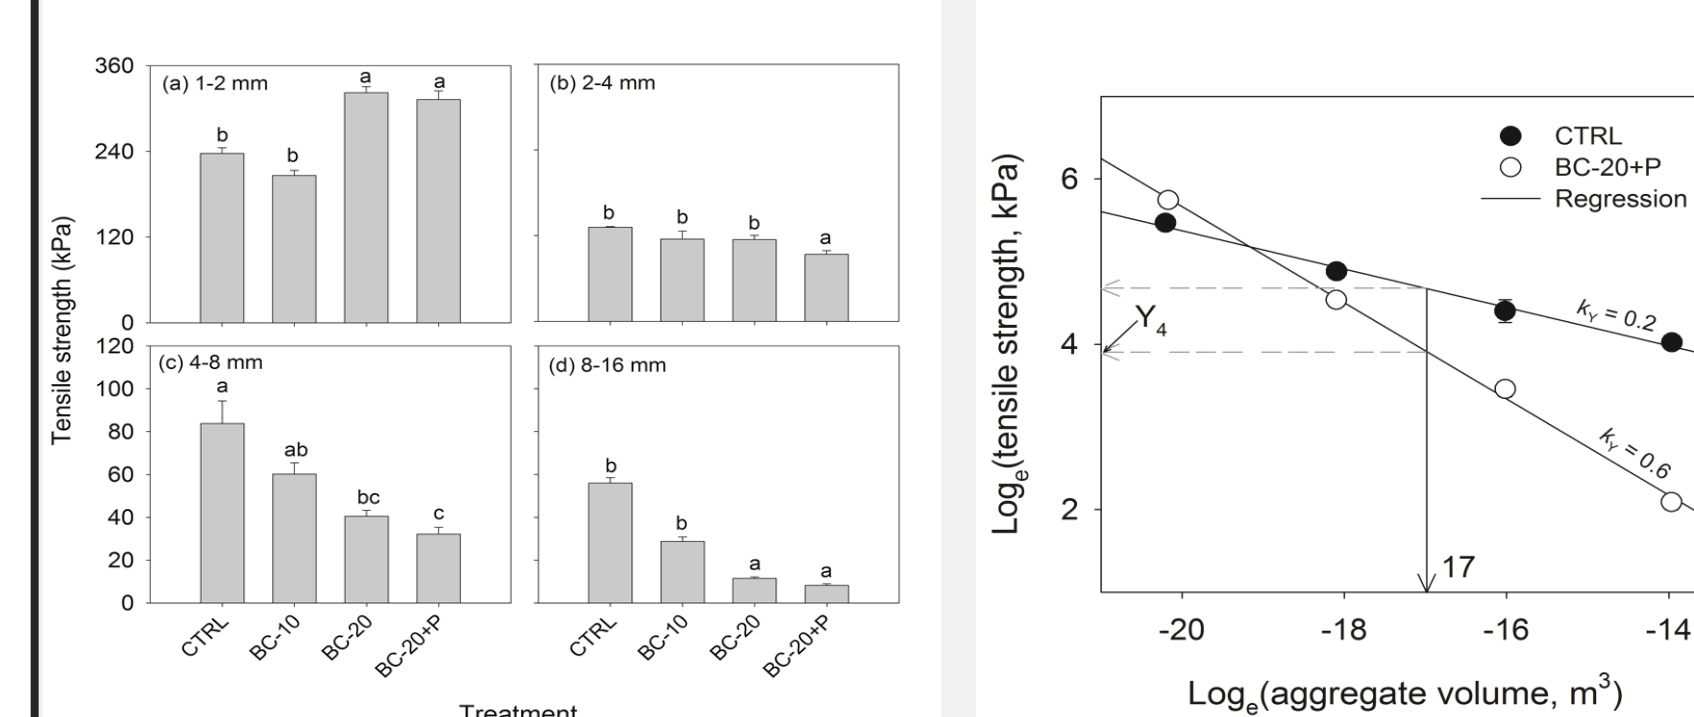 360
240
120
0
(a) 1-2 mm
b
b
a
a
(b) 2-4 mm
b
b
b
a
120
100
80
60
40
20
0
(c) 4-8 mm
a
ab
bc
c
(d) 8-16 mm
b
b
a
a
Tensile strength (kPa)
CTRL
BC-10
BC-20
BC-20+P
CTRL
BC-10
BC-20
BC-20+P
Treatment
Logₑ(tensile strength, kPa)
6
4
2
CTRL
BC-20+P
Regression
Y₄
kY = 0.2
kY = 0.6
17
-20
-18
-16
-14
Logₑ(aggregate volume, m³)